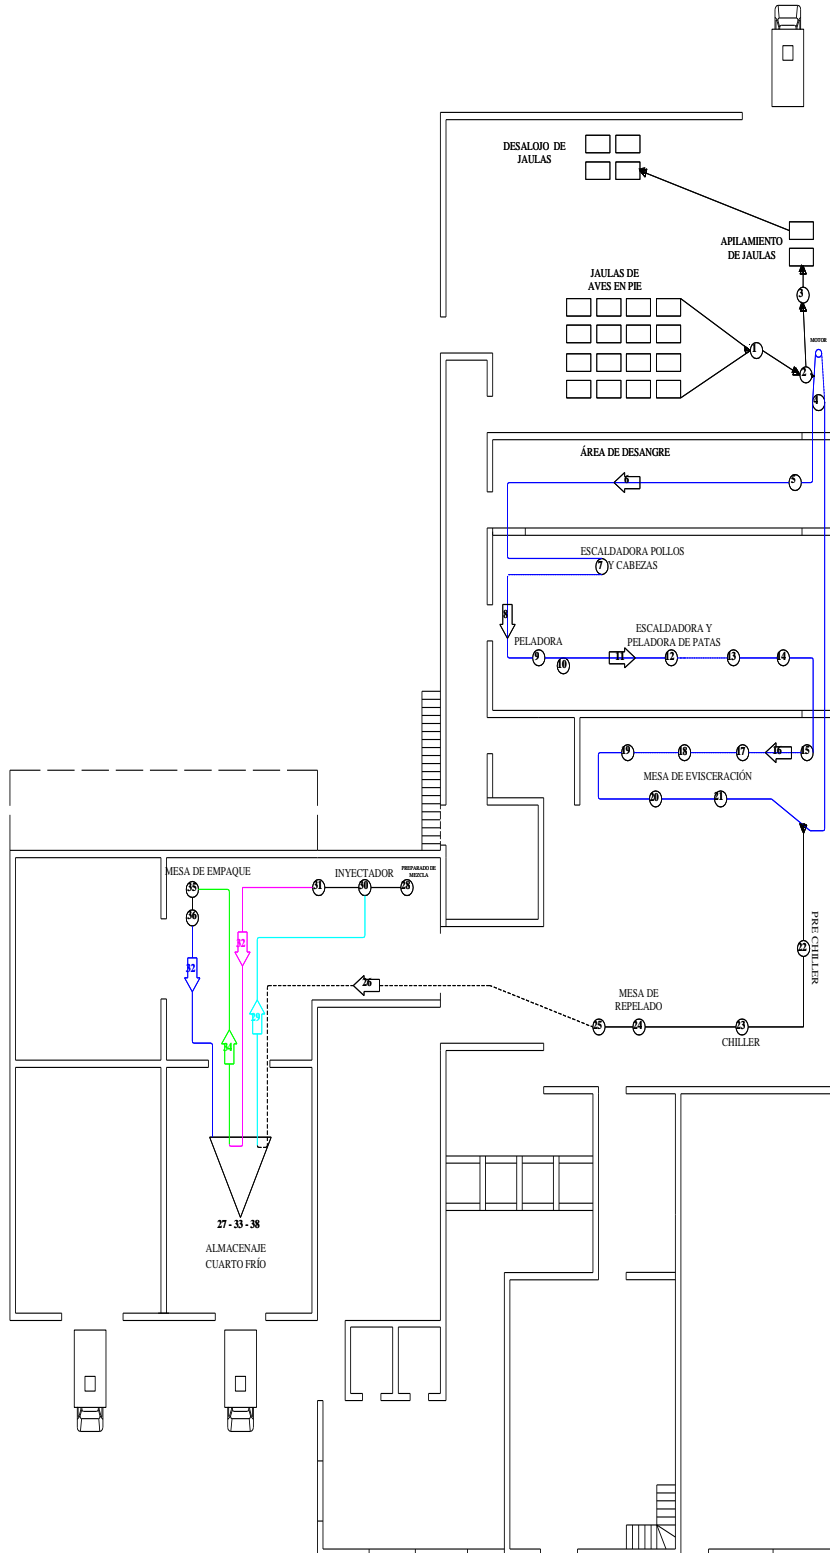 DESALOJO DE
JAULAS
APILAMIENTO
DE JAULAS
JAULAS DE
AVES EN PIE
3
1
MOTOR
2
4
ÁREA DE DESANGRE
6
5
ESCALDADORA POLLOS
Y CABEZAS
7
8
PELADORA
ESCALDADORA Y
PELADORA DE PATAS
9
10
11
12
13
14
19
18
17
16
15
MESA DE EVISCERACIÓN
20
21
MESA DE EMPAQUE
INYECTADOR
PREPARADO DE
MEZCLA
35
31
30
28
36
32
32
PRE CHILLER
22
26
29
34
MESA DE
REPELADO
25
24
23
CHILLER
27 - 33 - 38
ALMACENAJE
CUARTO FRÍO